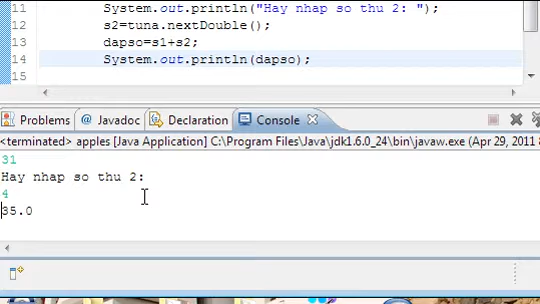 11 System.out.println("Hay nhap so thu 2: ");
12 s2=tuna.nextDouble();
13 dapso=s1+s2;
14 System.out.println(dapso);
15
Problems @ Javadoc Declaration Console
<terminated> apples [Java Application] C:\Program Files\Java\jdk1.6.0_24\bin\javaw.exe (Apr 29, 2011 8
31
Hay nhap so thu 2:
4
35.0